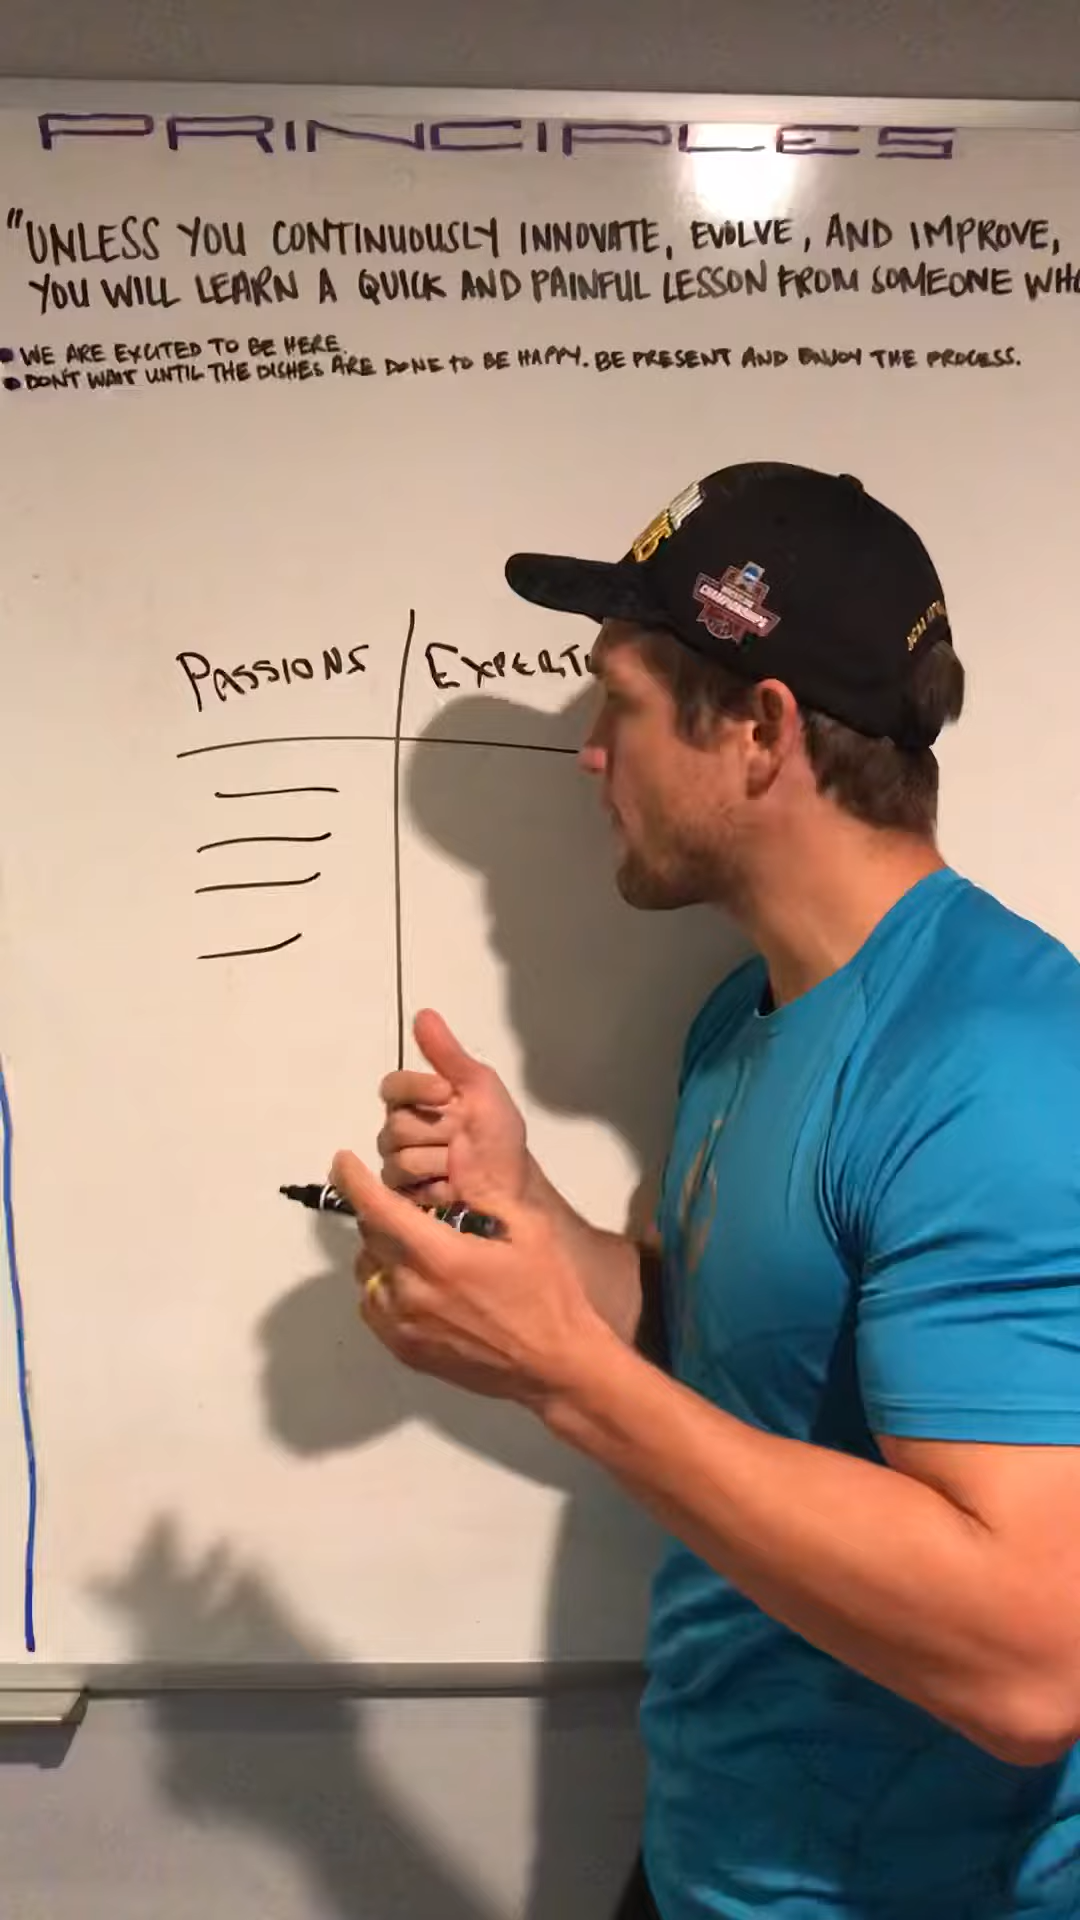 PRINCIPLES
"UNLESS YOU CONTINUOUSLY INNOVATE, EVOLVE, AND IMPROVE,
YOU WILL LEARN A QUICK AND PAINFUL LESSON FROM SOMEONE WHO
• WE ARE EXCITED TO BE HERE.
• DON'T WAIT UNTIL THE DISHES ARE DONE TO BE HAPPY. BE PRESENT AND ENJOY THE PROCESS.
PASSIONS EXPERT
CHAMPIONSHIPS